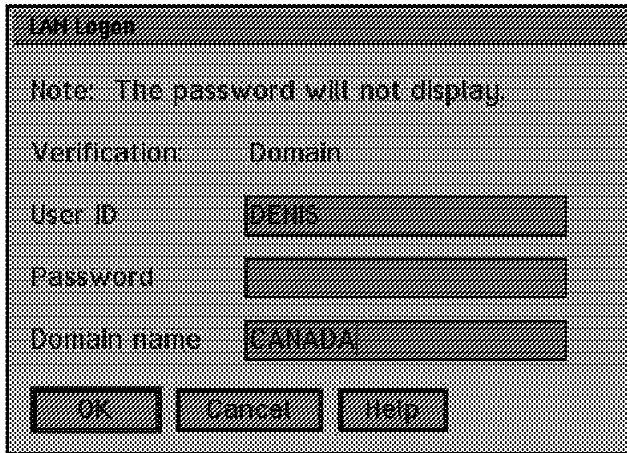 LAN Logon
Note: The password will not display.
Verification: Domain
User ID DENIS
Password
Domain name CANADA
OK Cancel Help